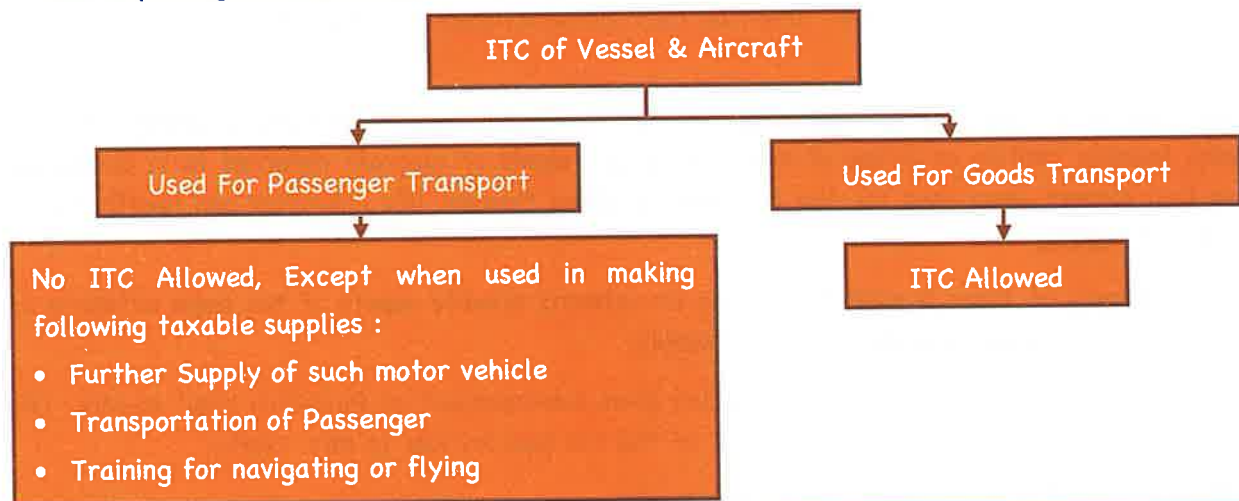 ITC of Vessel & Aircraft
Used For Passenger Transport
Used For Goods Transport
No ITC Allowed, Except when used in making
following taxable supplies :
• Further Supply of such motor vehicle
• Transportation of Passenger
• Training for navigating or flying
ITC Allowed